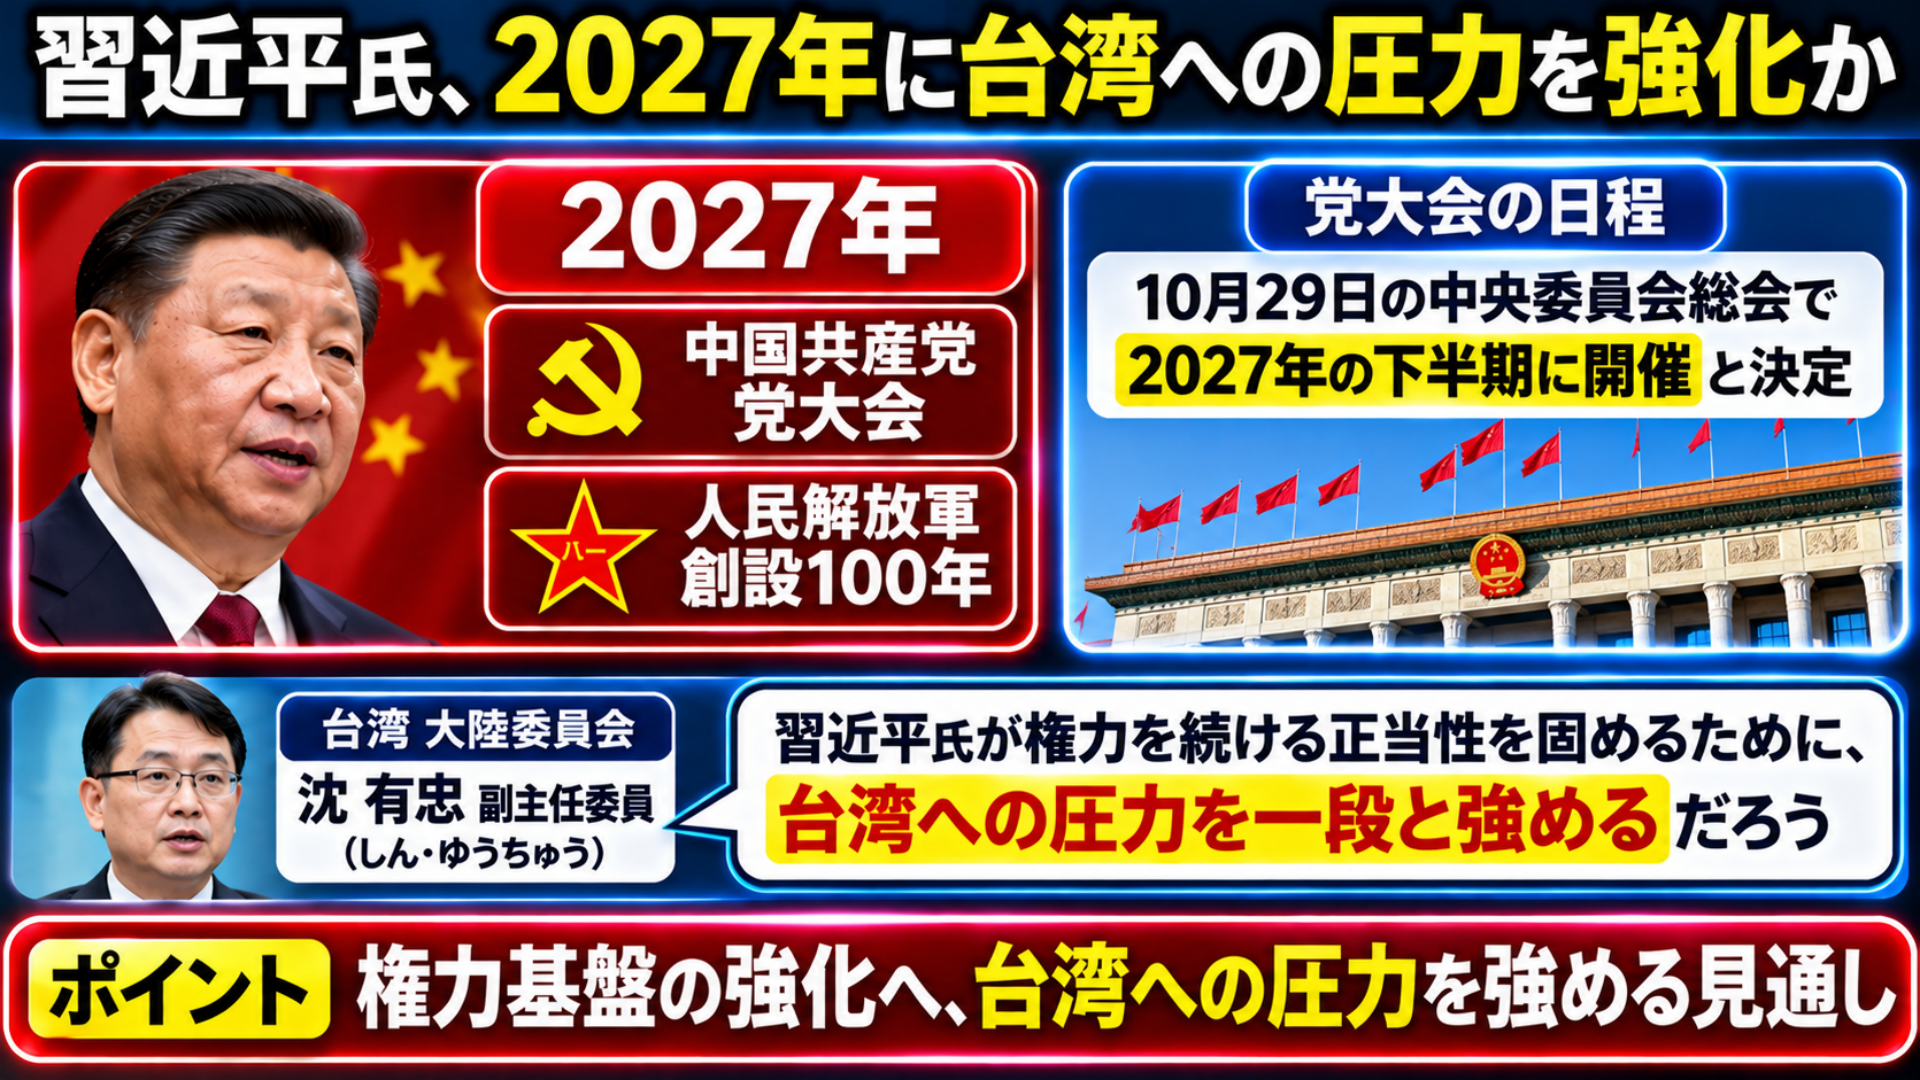 習近平氏、2027年に台湾への圧力を強化か
2027年
中国共産党
党大会
八一
人民解放軍
創設100年
党大会の日程
10月29日の中央委員会総会で
2027年の下半期に開催と決定
台湾 大陸委員会
沈 有忠 副主任委員
(しん・ゆうちゅう)
習近平氏が権力を続ける正当性を固めるために、
台湾への圧力を一段と強めるだろう
ポイント 権力基盤の強化へ、台湾への圧力を強める見通し